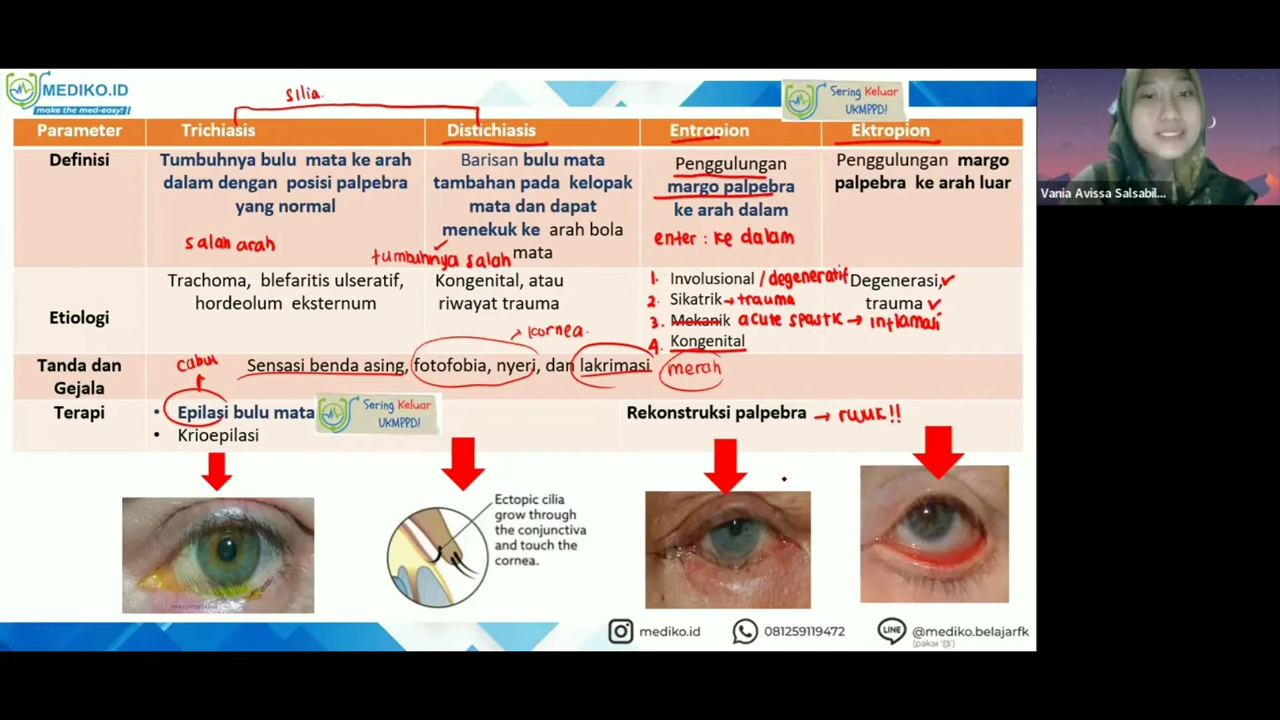 MEDIKO.ID
make the med-easy!
silia.
Sering Keluar
UKMPPD!
Parameter
Trichiasis
Distichiasis
Entropion
Ektropion
Definisi
Tumbuhnya bulu mata ke arah
dalam dengan posisi palpebra
yang normal
salah arah
Barisan bulu mata
tambahan pada kelopak
mata dan dapat
menekuk ke arah bola
mata
tumbuhnya salah
Penggulungan
margo palpebra
ke arah dalam
enter : ke dalam
Penggulungan margo
palpebra ke arah luar
Etiologi
Trachoma, blefaritis ulseratif,
hordeolum eksternum
Kongenital, atau
riwayat trauma
1. Involusional / degeneratif
2. Sikatrik → trauma
3. Mekanik acute spastic → inflamasi
4. Kongenital
Degenerasi,
trauma
Tanda dan
Gejala
Sensasi benda asing, fotofobia, nyeri, dan lakrimasi merah
kornea.
cabut
Terapi
• Epilasi bulu mata
• Krioepilasi
Sering Keluar
UKMPPD!
Rekonstruksi palpebra → rujuk!!
Ectopic cilia
grow through
the conjunctiva
and touch the
cornea.
mediko.id
081259119472
LINE
@mediko.belajarfk
(pakai '@')
Vania Avissa Salsabil...